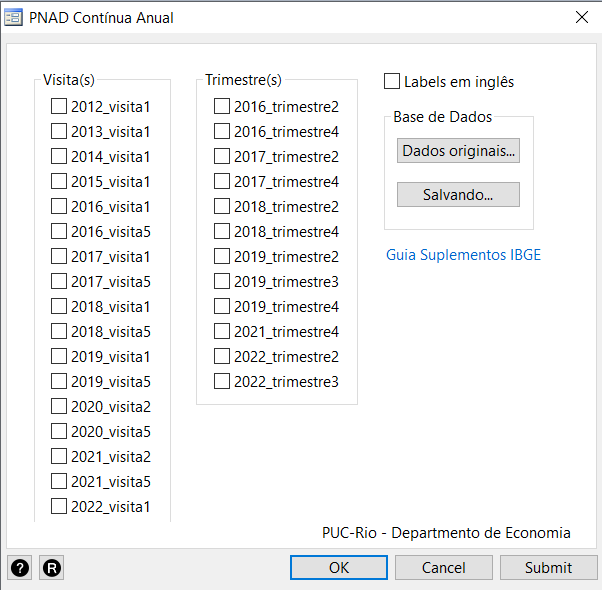 PNAD Contínua Anual
Visita(s)
2012_visita1
2013_visita1
2014_visita1
2015_visita1
2016_visita1
2016_visita5
2017_visita1
2017_visita5
2018_visita1
2018_visita5
2019_visita1
2019_visita5
2020_visita2
2020_visita5
2021_visita2
2021_visita5
2022_visita1
Trimestre(s)
2016_trimestre2
2016_trimestre4
2017_trimestre2
2017_trimestre4
2018_trimestre2
2018_trimestre4
2019_trimestre2
2019_trimestre3
2019_trimestre4
2021_trimestre4
2022_trimestre2
2022_trimestre3
Labels em inglês
Base de Dados
Dados originais...
Salvando...
Guia Suplementos IBGE
PUC-Rio - Departmento de Economia
? R OK Cancel Submit